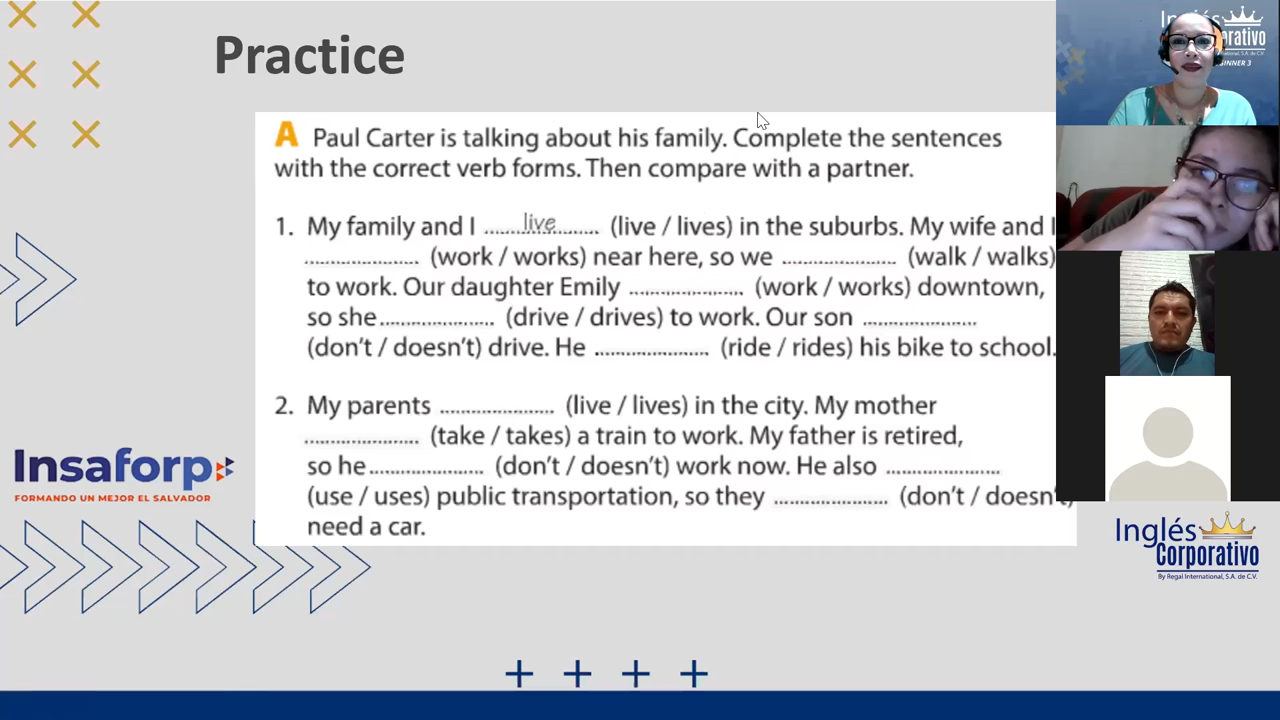 Practice
A Paul Carter is talking about his family. Complete the sentences
with the correct verb forms. Then compare with a partner.
1. My family and I ......live...... (live / lives) in the suburbs. My wife and I
........................ (work / works) near here, so we ........................ (walk / walks)
to work. Our daughter Emily ........................ (work / works) downtown,
so she ........................ (drive / drives) to work. Our son ........................
(don't / doesn't) drive. He ........................ (ride / rides) his bike to school.
2. My parents ........................ (live / lives) in the city. My mother
........................ (take / takes) a train to work. My father is retired,
so he ........................ (don't / doesn't) work now. He also ........................
(use / uses) public transportation, so they ........................ (don't / doesn't)
need a car.
Insaforp
FORMANDO UN MEJOR EL SALVADOR
Inglés
Corporativo
By Regal International, S.A. de C.V.